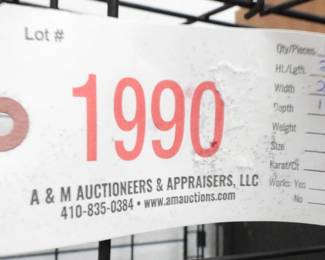 Lot #
1990
A & M AUCTIONEERS & APPRAISERS, LLC
410-835-0384 • www.amauctions.com
Qty/Pieces
Ht./Lgth.
Width
Depth
Weight
Size
Karat/Ct
Works: Yes
No